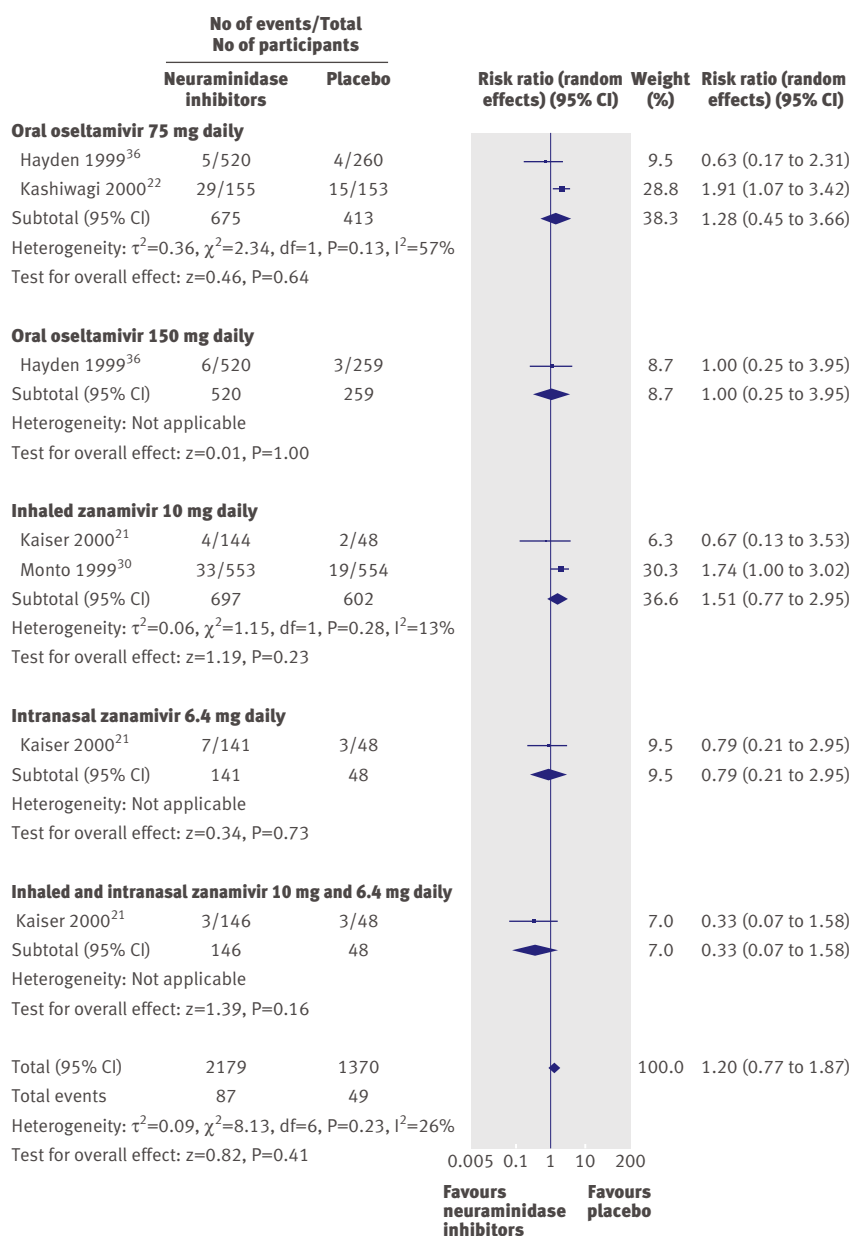 No of events/Total
No of participants
Neuraminidase inhibitors Placebo Risk ratio (random effects) (95% CI) Weight (%) Risk ratio (random effects) (95% CI)
Oral oseltamivir 75 mg daily
Hayden 1999³⁶ 5/520 4/260 9.5 0.63 (0.17 to 2.31)
Kashiwagi 2000²² 29/155 15/153 28.8 1.91 (1.07 to 3.42)
Subtotal (95% CI) 675 413 38.3 1.28 (0.45 to 3.66)
Heterogeneity: τ²=0.36, χ²=2.34, df=1, P=0.13, I²=57%
Test for overall effect: z=0.46, P=0.64
Oral oseltamivir 150 mg daily
Hayden 1999³⁶ 6/520 3/259 8.7 1.00 (0.25 to 3.95)
Subtotal (95% CI) 520 259 8.7 1.00 (0.25 to 3.95)
Heterogeneity: Not applicable
Test for overall effect: z=0.01, P=1.00
Inhaled zanamivir 10 mg daily
Kaiser 2000²¹ 4/144 2/48 6.3 0.67 (0.13 to 3.53)
Monto 1999³⁰ 33/553 19/554 30.3 1.74 (1.00 to 3.02)
Subtotal (95% CI) 697 602 36.6 1.51 (0.77 to 2.95)
Heterogeneity: τ²=0.06, χ²=1.15, df=1, P=0.28, I²=13%
Test for overall effect: z=1.19, P=0.23
Intranasal zanamivir 6.4 mg daily
Kaiser 2000²¹ 7/141 3/48 9.5 0.79 (0.21 to 2.95)
Subtotal (95% CI) 141 48 9.5 0.79 (0.21 to 2.95)
Heterogeneity: Not applicable
Test for overall effect: z=0.34, P=0.73
Inhaled and intranasal zanamivir 10 mg and 6.4 mg daily
Kaiser 2000²¹ 3/146 3/48 7.0 0.33 (0.07 to 1.58)
Subtotal (95% CI) 146 48 7.0 0.33 (0.07 to 1.58)
Heterogeneity: Not applicable
Test for overall effect: z=1.39, P=0.16
Total (95% CI) 2179 1370 100.0 1.20 (0.77 to 1.87)
Total events 87 49
Heterogeneity: τ²=0.09, χ²=8.13, df=6, P=0.23, I²=26%
Test for overall effect: z=0.82, P=0.41
0.005 0.1 1 10 200
Favours neuraminidase inhibitors Favours placebo